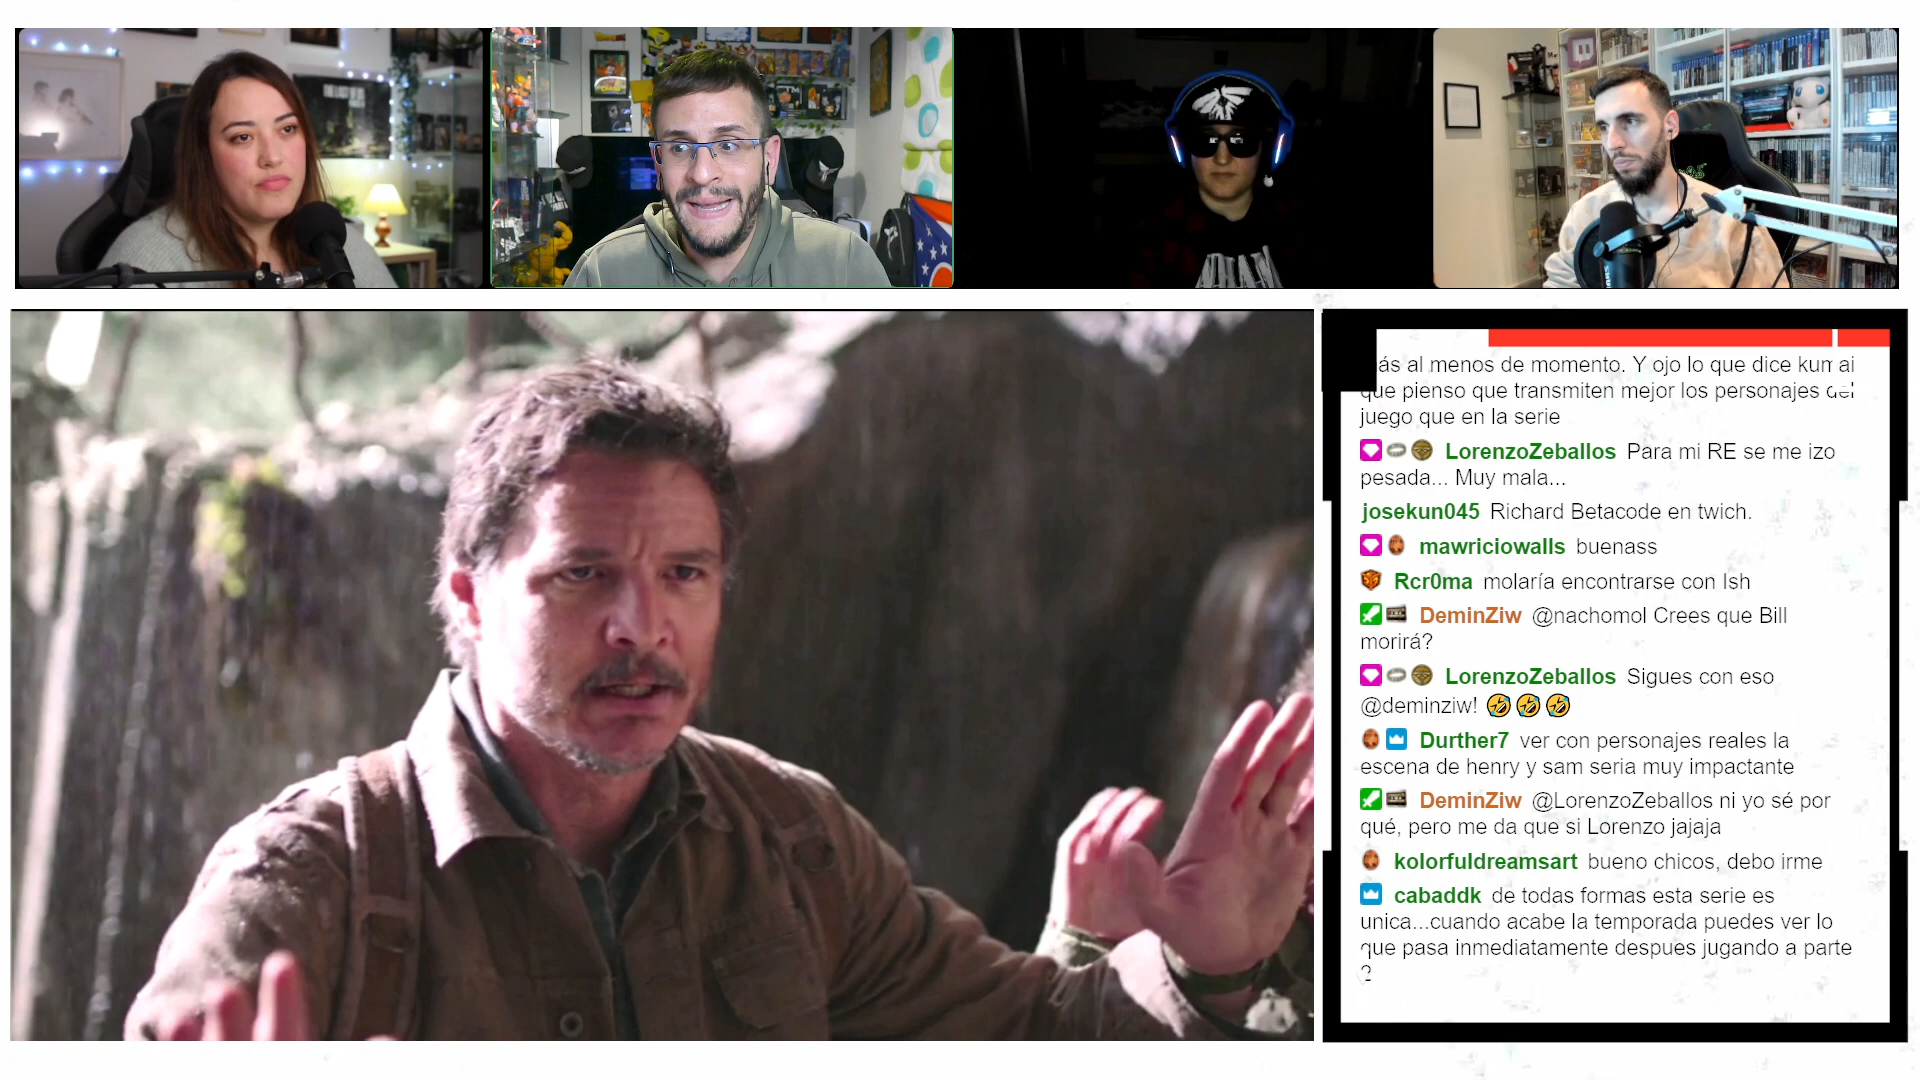 ás al menos de momento. Y ojo lo que dice kumai
que pienso que transmiten mejor los personajes del
juego que en la serie
LorenzoZeballos Para mi RE se me izo
pesada... Muy mala...
josekun045 Richard Betacode en twich.
mawriciowalls buenass
Rcr0ma molaría encontrarse con Ish
DeminZiw @nachomol Crees que Bill
morirá?
LorenzoZeballos Sigues con eso
@deminziw! 🤣🤣🤣
Durther7 ver con personajes reales la
escena de henry y sam seria muy impactante
DeminZiw @LorenzoZeballos ni yo sé por
qué, pero me da que si Lorenzo jajaja
kolorfuldreamsart bueno chicos, debo irme
cabaddk de todas formas esta serie es
unica...cuando acabe la temporada puedes ver lo
que pasa inmediatamente despues jugando a parte
2